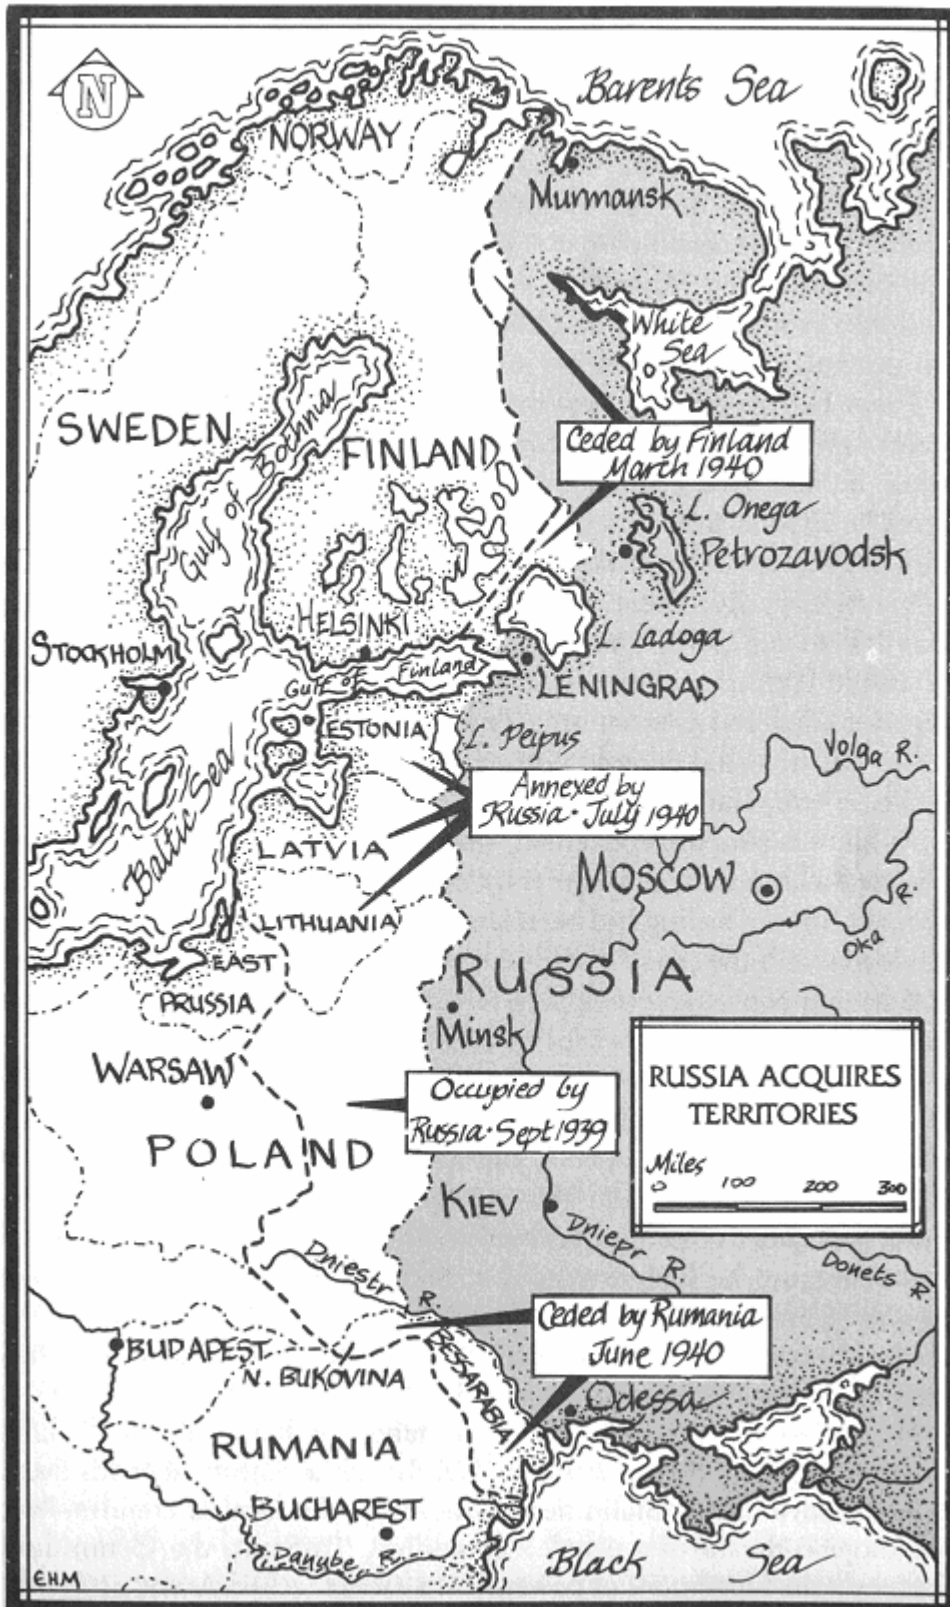 N
Barents Sea
NORWAY
Murmansk
White
Sea
SWEDEN
Gulf of Bothnia
FINLAND
Ceded by Finland
March 1940
L. Onega
Petrozavodsk
HELSINKI
L. Ladoga
STOCKHOLM
Gulf of Finland
LENINGRAD
ESTONIA
L. Peipus
Volga R.
Baltic Sea
Annexed by
Russia · July 1940
LATVIA
MOSCOW
LITHUANIA
Oka R.
EAST
PRUSSIA
RUSSIA
Minsk
WARSAW
Occupied by
Russia · Sept 1939
RUSSIA ACQUIRES
TERRITORIES
POLAND
Miles
0 100 200 300
KIEV
Dniepr R.
Dniestr R.
Donets R
Ceded by Rumania
June 1940
BUDAPEST
N. BUKOVINA
BESSARABIA
Odessa
RUMANIA
BUCHAREST
Danube R.
Black Sea
EHM